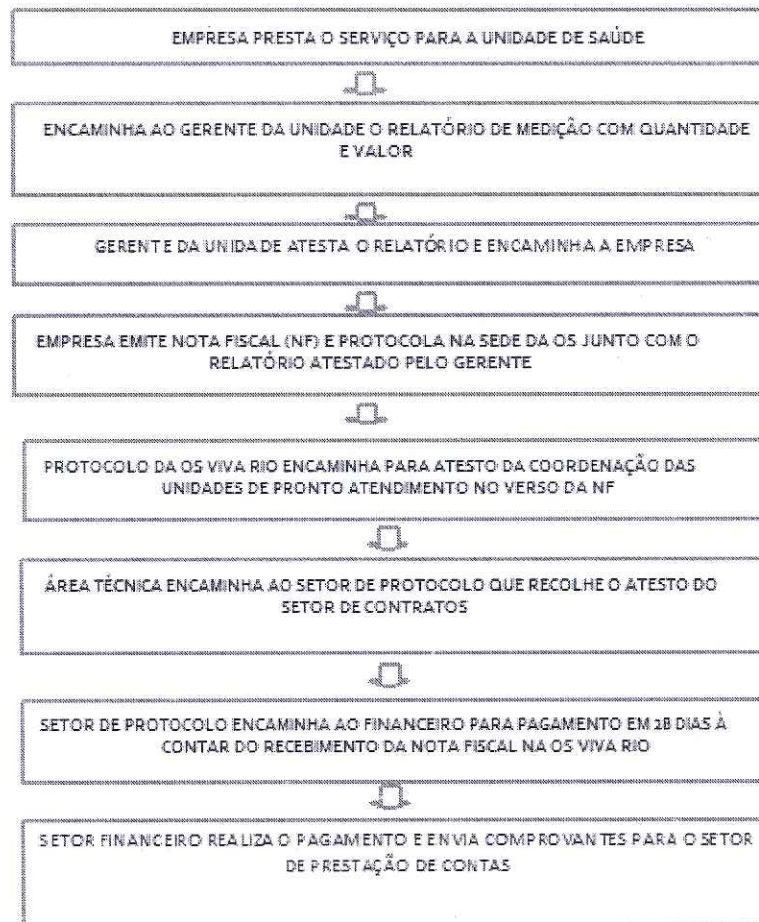 EMPRESA PRESTA O SERVIÇO PARA A UNIDADE DE SAÚDE
ENCAMINHA AO GERENTE DA UNIDADE O RELATÓRIO DE MEDIÇÃO COM QUANTIDADE
E VALOR
GERENTE DA UNIDADE ATESTA O RELATÓRIO E ENCAMINHA A EMPRESA
EMPRESA EMITE NOTA FISCAL (NF) E PROTOCOLA NA SEDE DA OS JUNTO COM O
RELATÓRIO ATESTADO PELO GERENTE
PROTOCOLO DA OS VIVA RIO ENCAMINHA PARA ATESTO DA COORDENAÇÃO DAS
UNIDADES DE PRONTO ATENDIMENTO NO VERSO DA NF
ÁREA TÉCNICA ENCAMINHA AO SETOR DE PROTOCOLO QUE RECOLHE O ATESTO DO
SETOR DE CONTRATOS
SETOR DE PROTOCOLO ENCAMINHA AO FINANCEIRO PARA PAGAMENTO EM 28 DIAS À
CONTAR DO RECEBIMENTO DA NOTA FISCAL NA OS VIVA RIO
SETOR FINANCEIRO REALIZA O PAGAMENTO E ENVIA COMPROVANTES PARA O SETOR
DE PRESTAÇÃO DE CONTAS